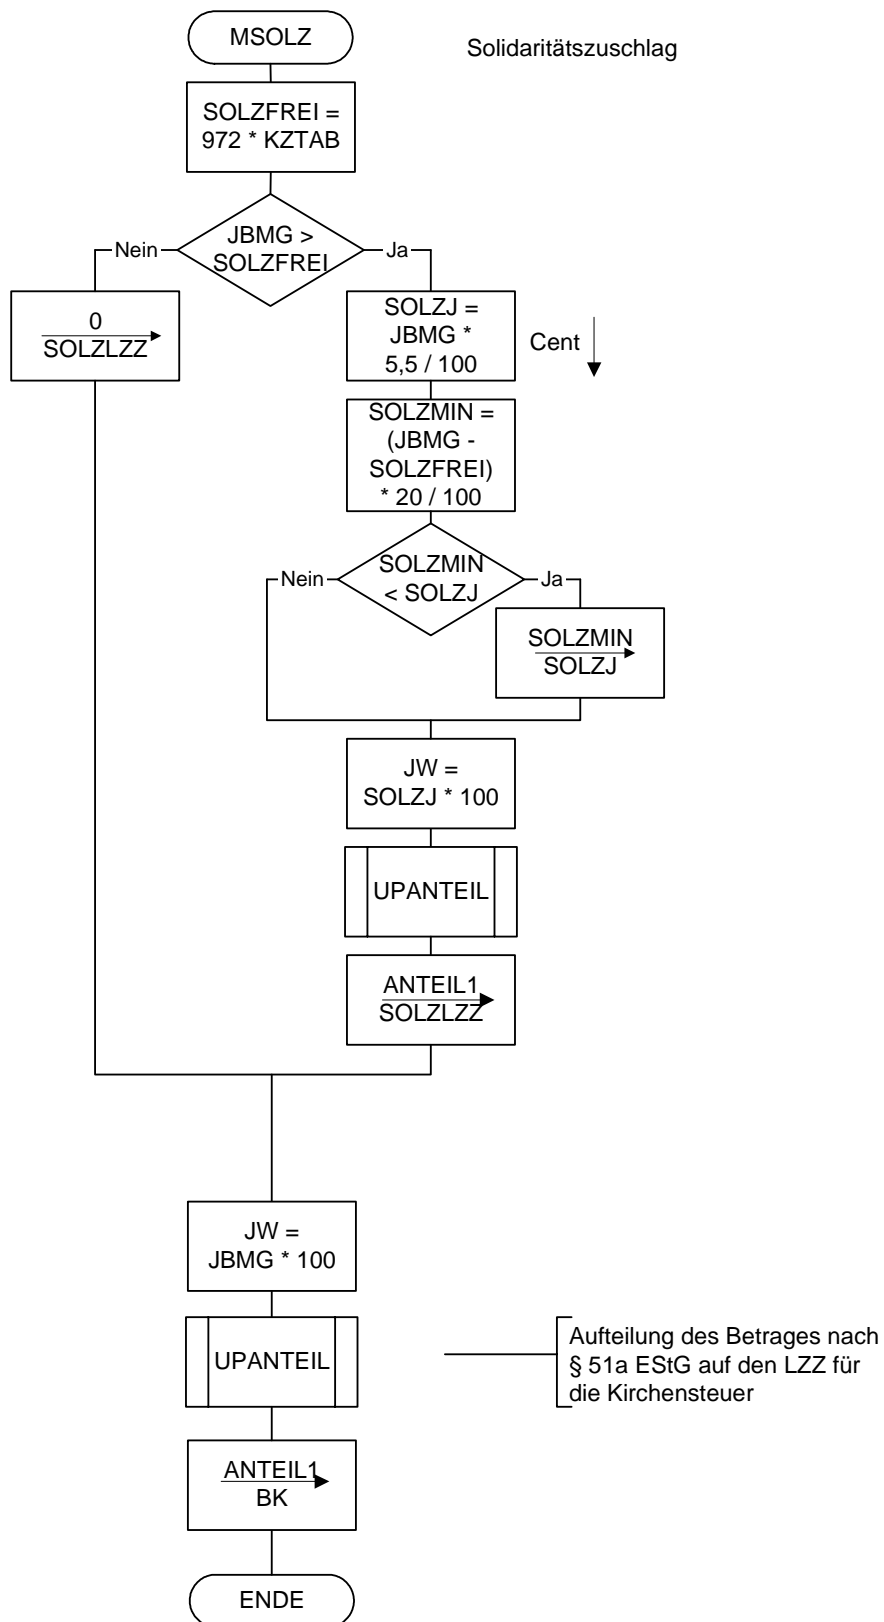 MSOLZ
Solidaritätszuschlag
SOLZFREI =
972 * KZTAB
JBMG >
SOLZFREI
Nein
Ja
0
SOLZLZZ
SOLZJ =
JBMG *
5,5 / 100
Cent
SOLZMIN =
(JBMG -
SOLZFREI)
* 20 / 100
SOLZMIN
< SOLZJ
Nein
Ja
SOLZMIN
SOLZJ
JW =
SOLZJ * 100
UPANTEIL
ANTEIL1
SOLZLZZ
JW =
JBMG * 100
UPANTEIL
Aufteilung des Betrages nach
§ 51a EStG auf den LZZ für
die Kirchensteuer
ANTEIL1
BK
ENDE